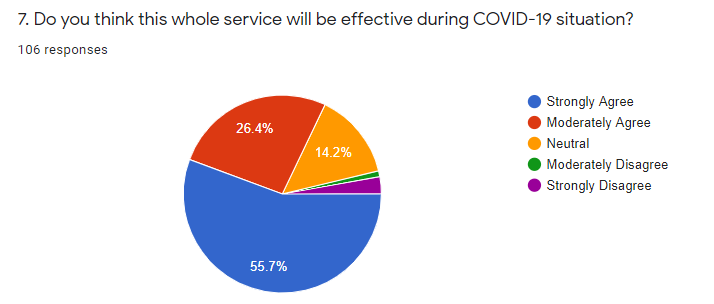 7. Do you think this whole service will be effective during COVID-19 situation?
106 responses
Strongly Agree
Moderately Agree
Neutral
Moderately Disagree
Strongly Disagree
26.4%
14.2%
55.7%